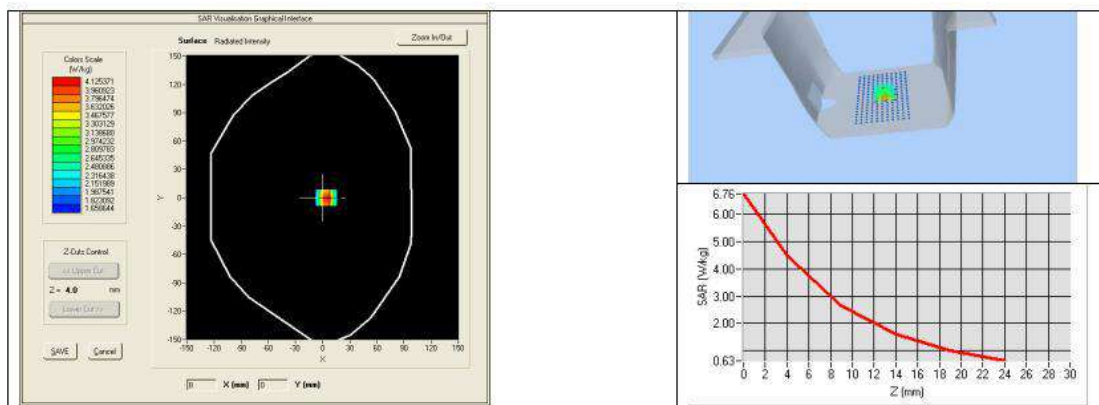 SAR Visualisation Graphical Interface
Surface Radiated Intensity
Zoom In/Out
Colors Scale
(W/kg)
4.125371
3.960923
3.796474
3.632026
3.467577
3.303129
3.138680
2.974232
2.809783
2.645335
2.480886
2.316438
2.151989
1.987541
1.823092
1.658644
Z-Cuts Control
<< Upper Cut
Z = 4.0 mm
Lower Cut >>
SAVE Cancel
150
120
90
60
30
0
-30
-60
-90
-120
-150
Y
-150 -120 -90 -60 -30 0 30 60 90 120 150
X
0 X (mm) 0 Y (mm)
6.76
6.00
5.00
4.00
3.00
2.00
0.63
SAR (W/kg)
0 2 4 6 8 10 12 14 16 18 20 22 24 26 28 30
Z (mm)